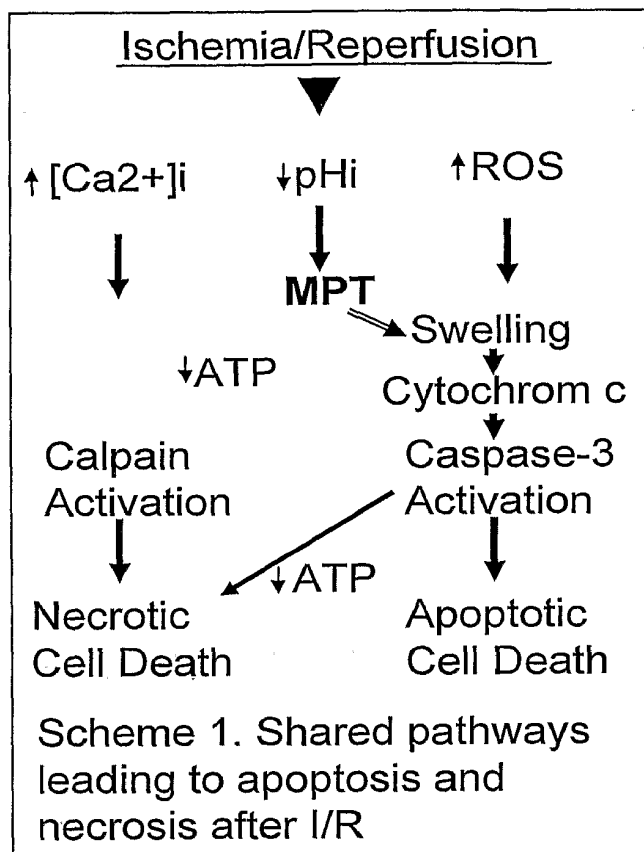 Ischemia/Reperfusion
↑ [Ca2+]i ↓pHi ↑ROS
MPT
Swelling
↓ATP
Cytochrom c
Calpain Caspase-3
Activation Activation
↓ ATP
Necrotic Apoptotic
Cell Death Cell Death
Scheme 1. Shared pathways
leading to apoptosis and
necrosis after I/R